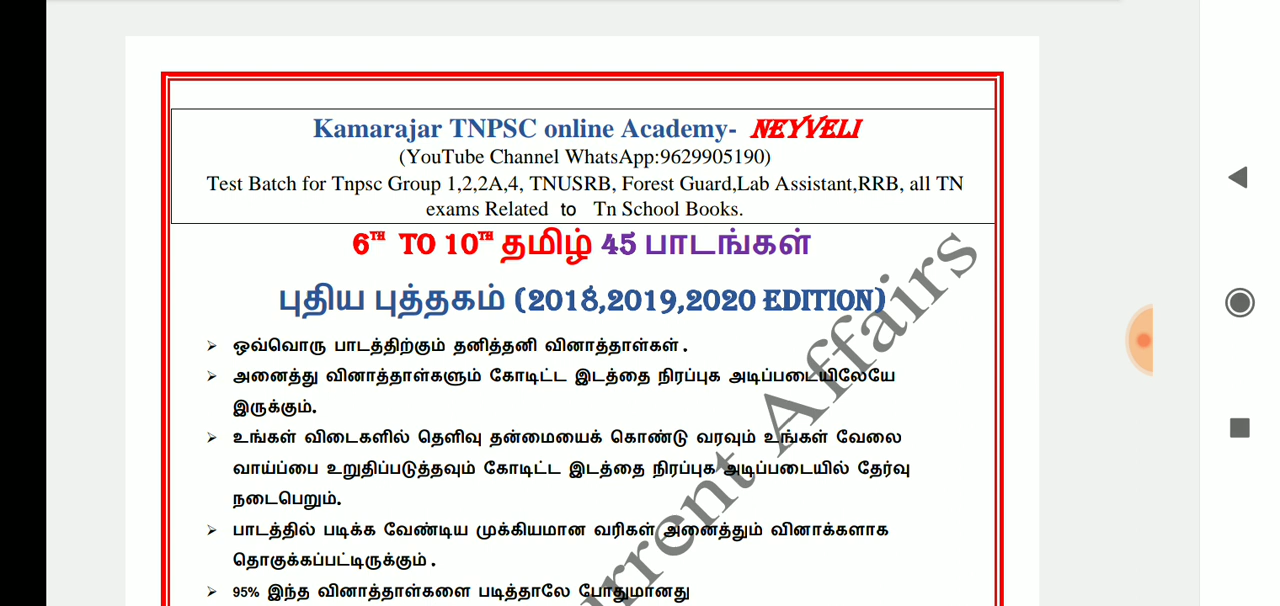 Kamarajar TNPSC online Academy- NEYVELI
(YouTube Channel WhatsApp:9629905190)
Test Batch for Tnpsc Group 1,2,2A,4, TNUSRB, Forest Guard,Lab Assistant,RRB, all TN
exams Related to Tn School Books.
6TH TO 10TH தமிழ் 45 பாடங்கள்
புதிய புத்தகம் (2018,2019,2020 EDITION)
➢ ஒவ்வொரு பாடத்திற்கும் தனித்தனி வினாத்தாள்கள் .
➢ அனைத்து வினாத்தாள்களும் கோடிட்ட இடத்தை நிரப்புக அடிப்படையிலேயே
இருக்கும்.
➢ உங்கள் விடைகளில் தெளிவு தன்மையைக் கொண்டு வரவும் உங்கள் வேலை
வாய்ப்பை உறுதிப்படுத்தவும் கோடிட்ட இடத்தை நிரப்புக அடிப்படையில் தேர்வு
நடைபெறும்.
➢ பாடத்தில் படிக்க வேண்டிய முக்கியமான வரிகள் அனைத்தும் வினாக்களாக
தொகுக்கப்பட்டிருக்கும் .
➢ 95% இந்த வினாத்தாள்களை படித்தாலே போதுமானது
Affairs